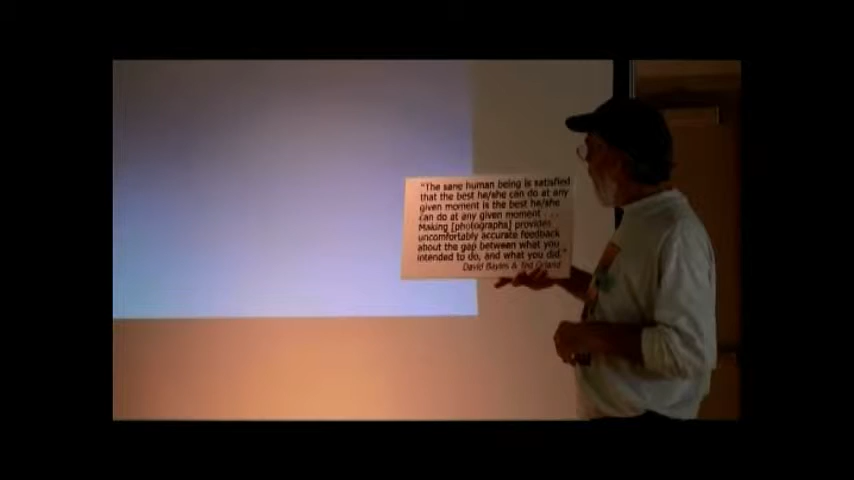 "The sane human being is satisfied
that the best he/she can do at any
given moment is the best he/she
can do at any given moment . . .
Making [photographs] provides
uncomfortably accurate feedback
about the gap between what you
intended to do, and what you did."
David Bayles & Ted Orland